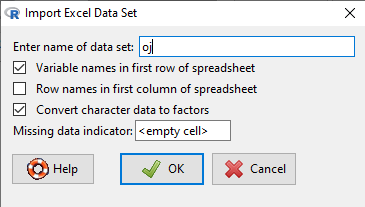 Import Excel Data Set
Enter name of data set: oj
Variable names in first row of spreadsheet
Row names in first column of spreadsheet
Convert character data to factors
Missing data indicator: <empty cell>
Help OK Cancel